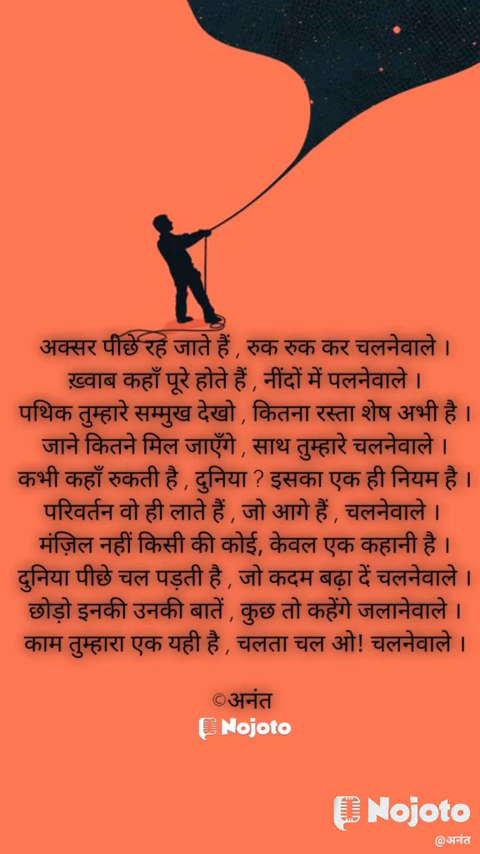 अक्सर पीछे रह जाते हैं , रुक रुक कर चलनेवाले ।
ख़्वाब कहाँ पूरे होते हैं , नींदों में पलनेवाले ।
पथिक तुम्हारे सम्मुख देखो , कितना रस्ता शेष अभी है ।
जाने कितने मिल जाएँगे , साथ तुम्हारे चलनेवाले ।
कभी कहाँ रुकती है , दुनिया ? इसका एक ही नियम है ।
परिवर्तन वो ही लाते हैं , जो आगे हैं , चलनेवाले ।
मंज़िल नहीं किसी की कोई, केवल एक कहानी है ।
दुनिया पीछे चल पड़ती है , जो कदम बढ़ा दें चलनेवाले ।
छोड़ो इनकी उनकी बातें , कुछ तो कहेंगे जलानेवाले ।
काम तुम्हारा एक यही है , चलता चल ओ! चलनेवाले ।
©अनंत
Nojoto
Nojoto
@अनंत